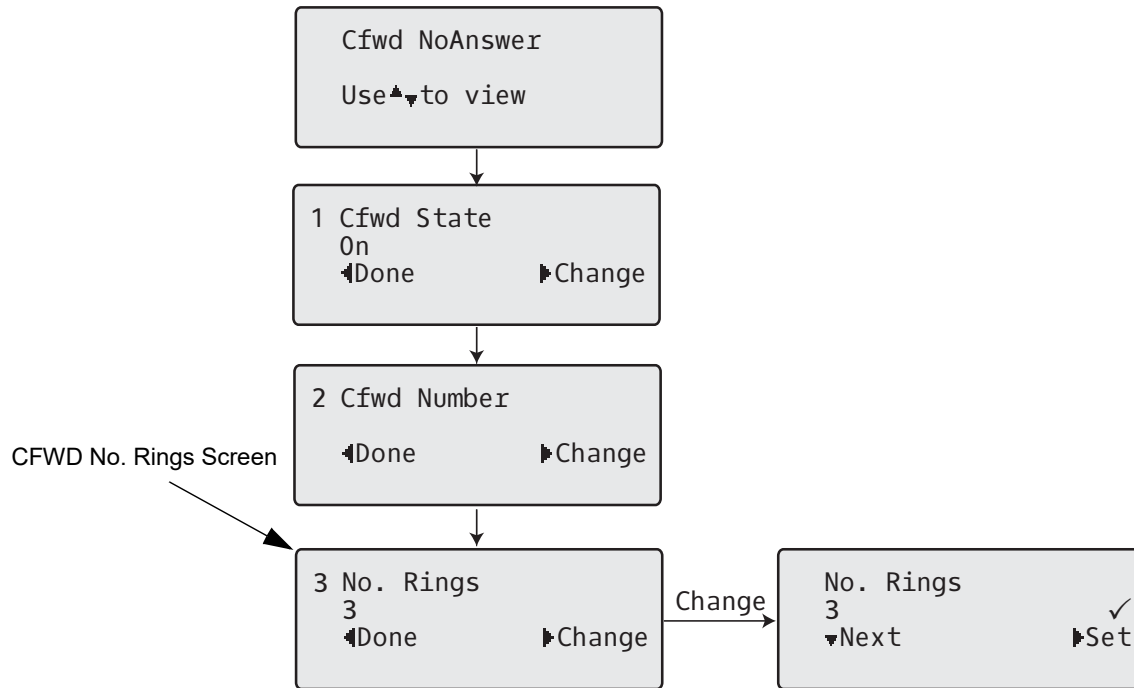 Cfwd NoAnswer
Use▲▼to view
1 Cfwd State
On
◀Done ▶Change
2 Cfwd Number
◀Done ▶Change
CFWD No. Rings Screen
3 No. Rings
3
◀Done ▶Change
Change
No. Rings
3 ✓
▼Next ▶Set